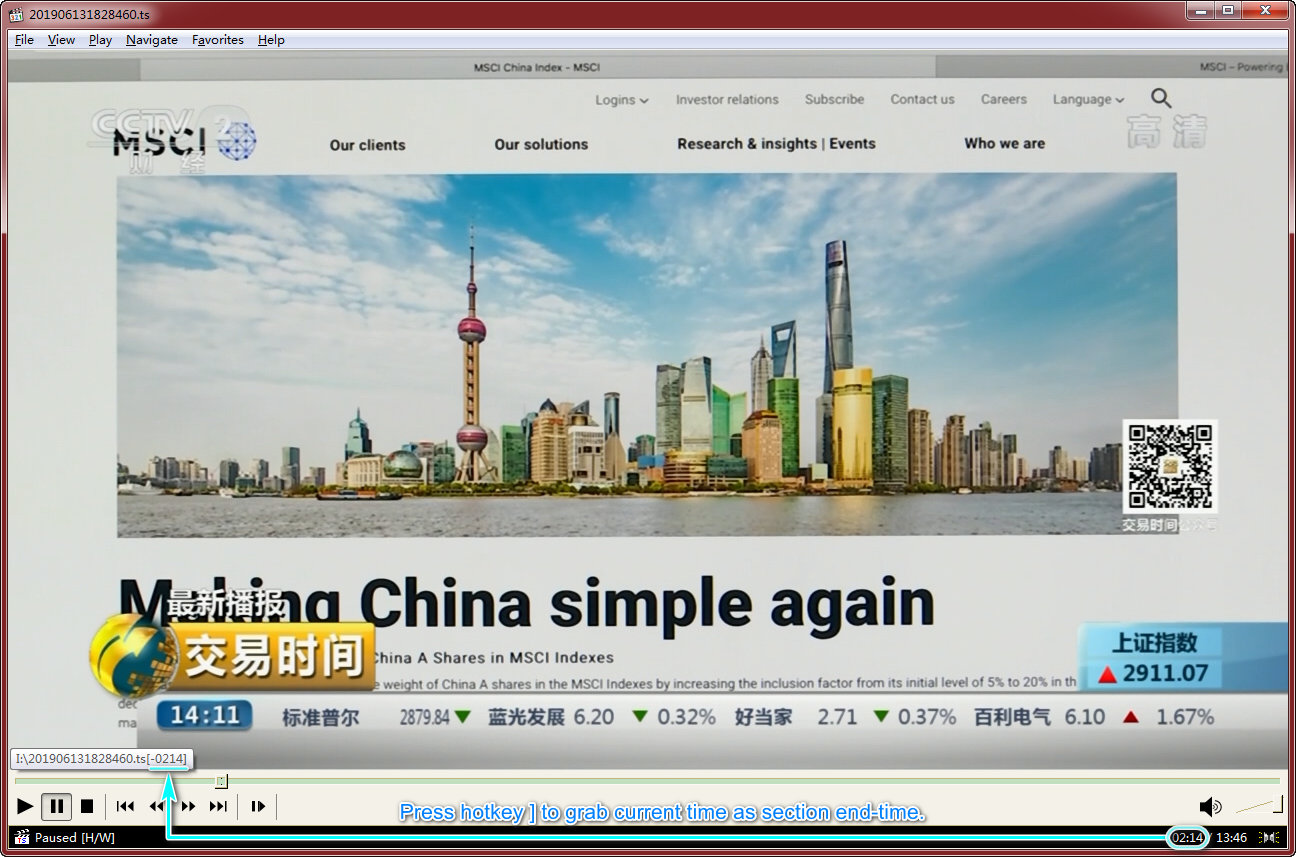 201906131828460.ts
File View Play Navigate Favorites Help
MSCI China Index - MSCI
MSCI – Powering
Logins Investor relations Subscribe Contact us Careers Language
CCTV 2
财 经
高清
MSCI
Our clients Our solutions Research & insights | Events Who we are
交易时间公众号
Making China simple again
最新播报
交易时间
China A Shares in MSCI Indexes
上证指数
2911.07
e weight of China A shares in the MSCI Indexes by increasing the inclusion factor from its initial level of 5% to 20% in th
dec
ma
14:11 标准普尔 2879.84 ▼ 蓝光发展 6.20 ▼ 0.32% 好当家 2.71 ▼ 0.37% 百利电气 6.10 ▲ 1.67%
I:\201906131828460.ts[-0214]
Press hotkey ] to grab current time as section end-time.
Paused [H/W]
02:14 / 13:46